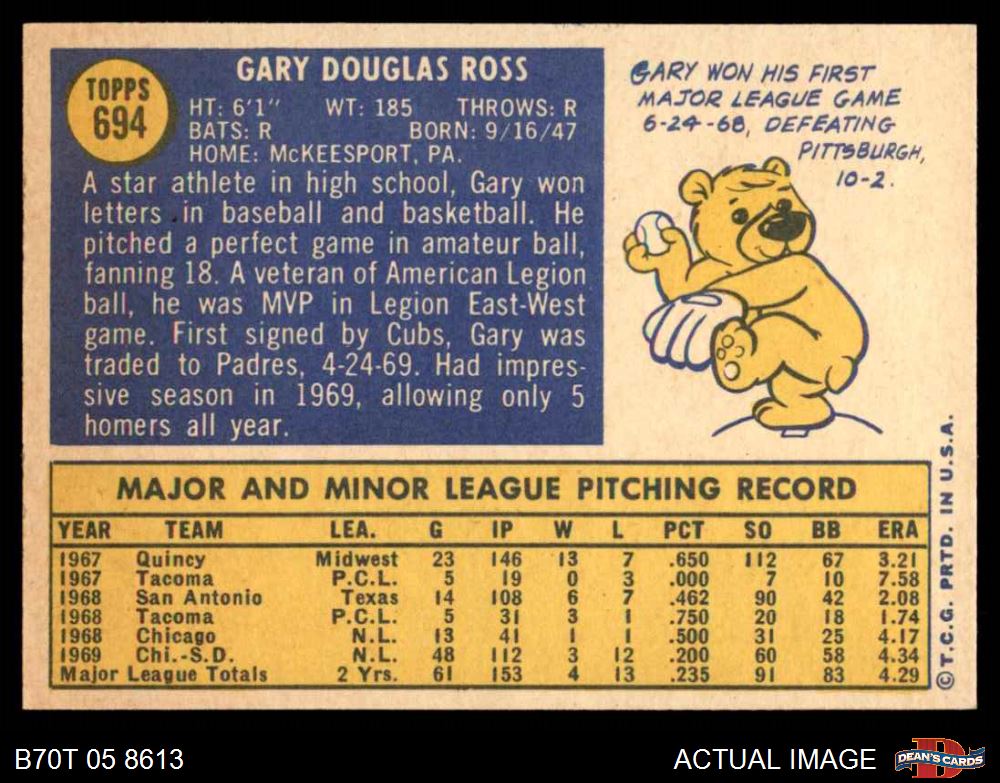 TOPPS
694
GARY DOUGLAS ROSS
HT: 6'1" WT: 185 THROWS: R
BATS: R BORN: 9/16/47
HOME: McKEESPORT, PA.
A star athlete in high school, Gary won
letters in baseball and basketball. He
pitched a perfect game in amateur ball,
fanning 18. A veteran of American Legion
ball, he was MVP in Legion East-West
game. First signed by Cubs, Gary was
traded to Padres, 4-24-69. Had impres-
sive season in 1969, allowing only 5
homers all year.
GARY WON HIS FIRST
MAJOR LEAGUE GAME
6-24-68, DEFEATING
PITTSBURGH,
10-2.
MAJOR AND MINOR LEAGUE PITCHING RECORD
YEAR TEAM LEA. G IP W L PCT SO BB ERA
1967 Quincy Midwest 23 146 13 7 .650 112 67 3.21
1967 Tacoma P.C.L. 5 19 0 3 .000 7 10 7.58
1968 San Antonio Texas 14 108 6 7 .462 90 42 2.08
1968 Tacoma P.C.L. 5 31 3 1 .750 20 18 1.74
1968 Chicago N.L. 13 41 1 1 .500 31 25 4.17
1969 Chi.-S.D. N.L. 48 112 3 12 .200 60 58 4.34
Major League Totals 2 Yrs. 61 153 4 13 .235 91 83 4.29
©T.C.G. PRTD. IN U.S.A.
B70T 05 8613
ACTUAL IMAGE
D
DEAN'S CARDS